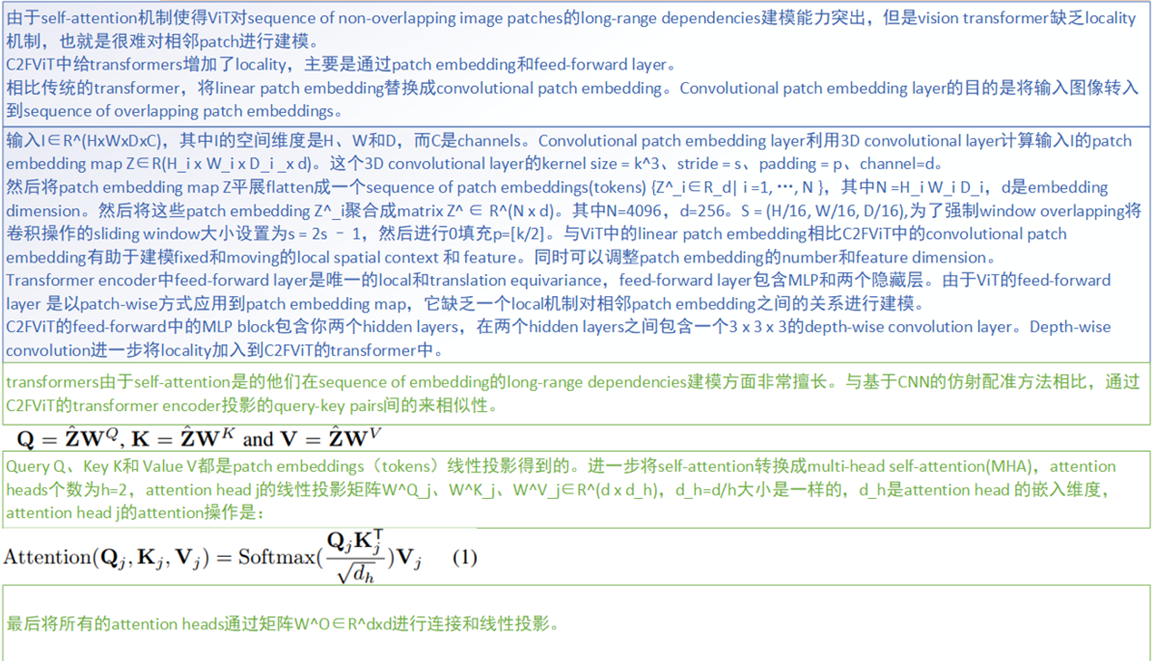 由于self-attention机制使得ViT对sequence of non-overlapping image patches的long-range dependencies建模能力突出，但是vision transformer缺乏locality
机制，也就是很难对相邻patch进行建模。
C2FViT中给transformers增加了locality，主要是通过patch embedding和feed-forward layer。
相比传统的transformer，将linear patch embedding替换成convolutional patch embedding。Convolutional patch embedding layer的目的是将输入图像转入
到sequence of overlapping patch embeddings。
输入I∈R^(HxWxDxC)，其中I的空间维度是H、W和D，而C是channels。Convolutional patch embedding layer利用3D convolutional layer计算输入I的patch
embedding map Z∈R(H_i x W_i x D_i _x d)。这个3D convolutional layer的kernel size = k^3、stride = s、padding = p、channel=d。
然后将patch embedding map Z平展flatten成一个sequence of patch embeddings(tokens) {Z^_i∈R_d| i =1, …, N }，其中N =H_i W_i D_i，d是embedding
dimension。然后将这些patch embedding Z^_i聚合成matrix Z^ ∈ R^(N x d)。其中N=4096，d=256。S = (H/16, W/16, D/16),为了强制window overlapping将
卷积操作的sliding window大小设置为s = 2s – 1，然后进行0填充p=[k/2]。与ViT中的linear patch embedding相比C2FViT中的convolutional patch
embedding有助于建模fixed和moving的local spatial context 和 feature。同时可以调整patch embedding的number和feature dimension。
Transformer encoder中feed-forward layer是唯一的local和translation equivariance，feed-forward layer包含MLP和两个隐藏层。由于ViT的feed-forward
layer 是以patch-wise方式应用到patch embedding map，它缺乏一个local机制对相邻patch embedding之间的关系进行建模。
C2FViT的feed-forward中的MLP block包含你两个hidden layers，在两个hidden layers之间包含一个3 x 3 x 3的depth-wise convolution layer。Depth-wise
convolution进一步将locality加入到C2FViT的transformer中。
transformers由于self-attention是的他们在sequence of embedding的long-range dependencies建模方面非常擅长。与基于CNN的仿射配准方法相比，通过
C2FViT的transformer encoder投影的query-key pairs间的来相似性。
Q = ẐW^Q, K = ẐW^K and V = ẐW^V
Query Q、Key K和 Value V都是patch embeddings（tokens）线性投影得到的。进一步将self-attention转换成multi-head self-attention(MHA)，attention
heads个数为h=2，attention head j的线性投影矩阵W^Q_j、W^K_j、W^V_j∈R^(d x d_h)，d_h=d/h大小是一样的，d_h是attention head 的嵌入维度，
attention head j的attention操作是：
Attention(Q_j, K_j, V_j) = Softmax(Q_jK_j^T / √d_h)V_j (1)
最后将所有的attention heads通过矩阵W^O∈R^dxd进行连接和线性投影。